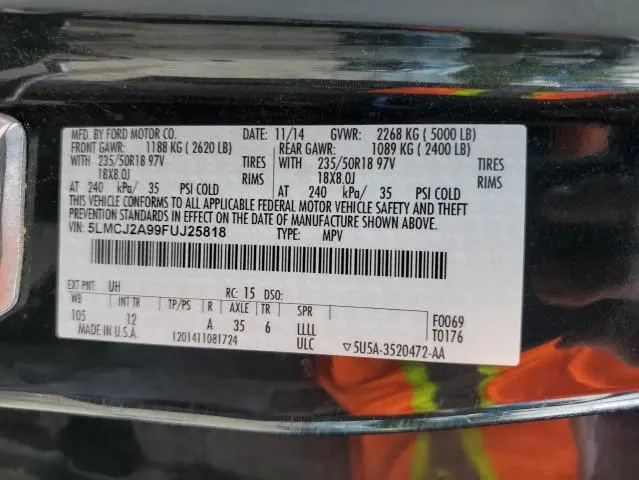 MFD. BY FORD MOTOR CO. DATE: 11/14 GVWR: 2268 KG ( 5000 LB)
FRONT GAWR: 1188 KG ( 2620 LB) REAR GAWR: 1089 KG ( 2400 LB)
WITH 235/50R18 97V TIRES WITH 235/50R18 97V TIRES
18X8.0J RIMS 18X8.0J RIMS
AT 240 kPa/ 35 PSI COLD AT 240 kPa/ 35 PSI COLD
THIS VEHICLE CONFORMS TO ALL APPLICABLE FEDERAL MOTOR VEHICLE SAFETY AND THEFT
PREVENTION STANDARDS IN EFFECT ON THE DATE OF MANUFACTURE SHOWN ABOVE.
VIN: 5LMCJ2A99FUJ25818 TYPE: MPV
EXT PNT: UH RC: 15 DSO:
WB INT TR TP/PS R AXLE TR SPR F0069
105 12 A 35 6 LLLL T0176
MADE IN U.S.A. 1201411081724 ULC ▽5U5A-3520472-AA